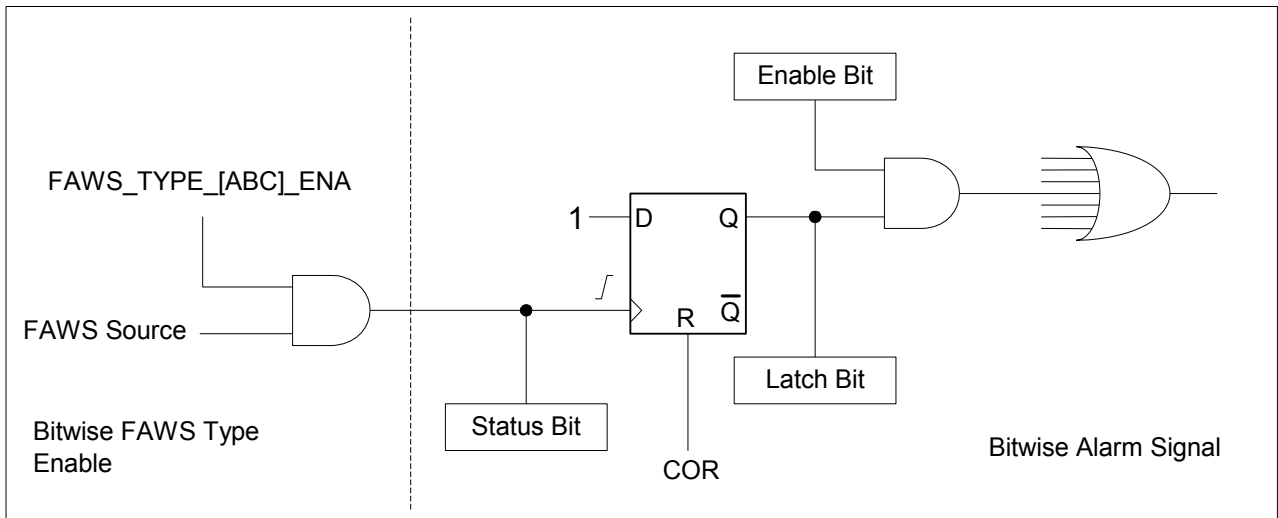 Enable Bit
FAWS_TYPE_[ABC]_ENA
1
D
Q
FAWS Source
R
Q̅
Latch Bit
Status Bit
Bitwise FAWS Type
Enable
COR
Bitwise Alarm Signal